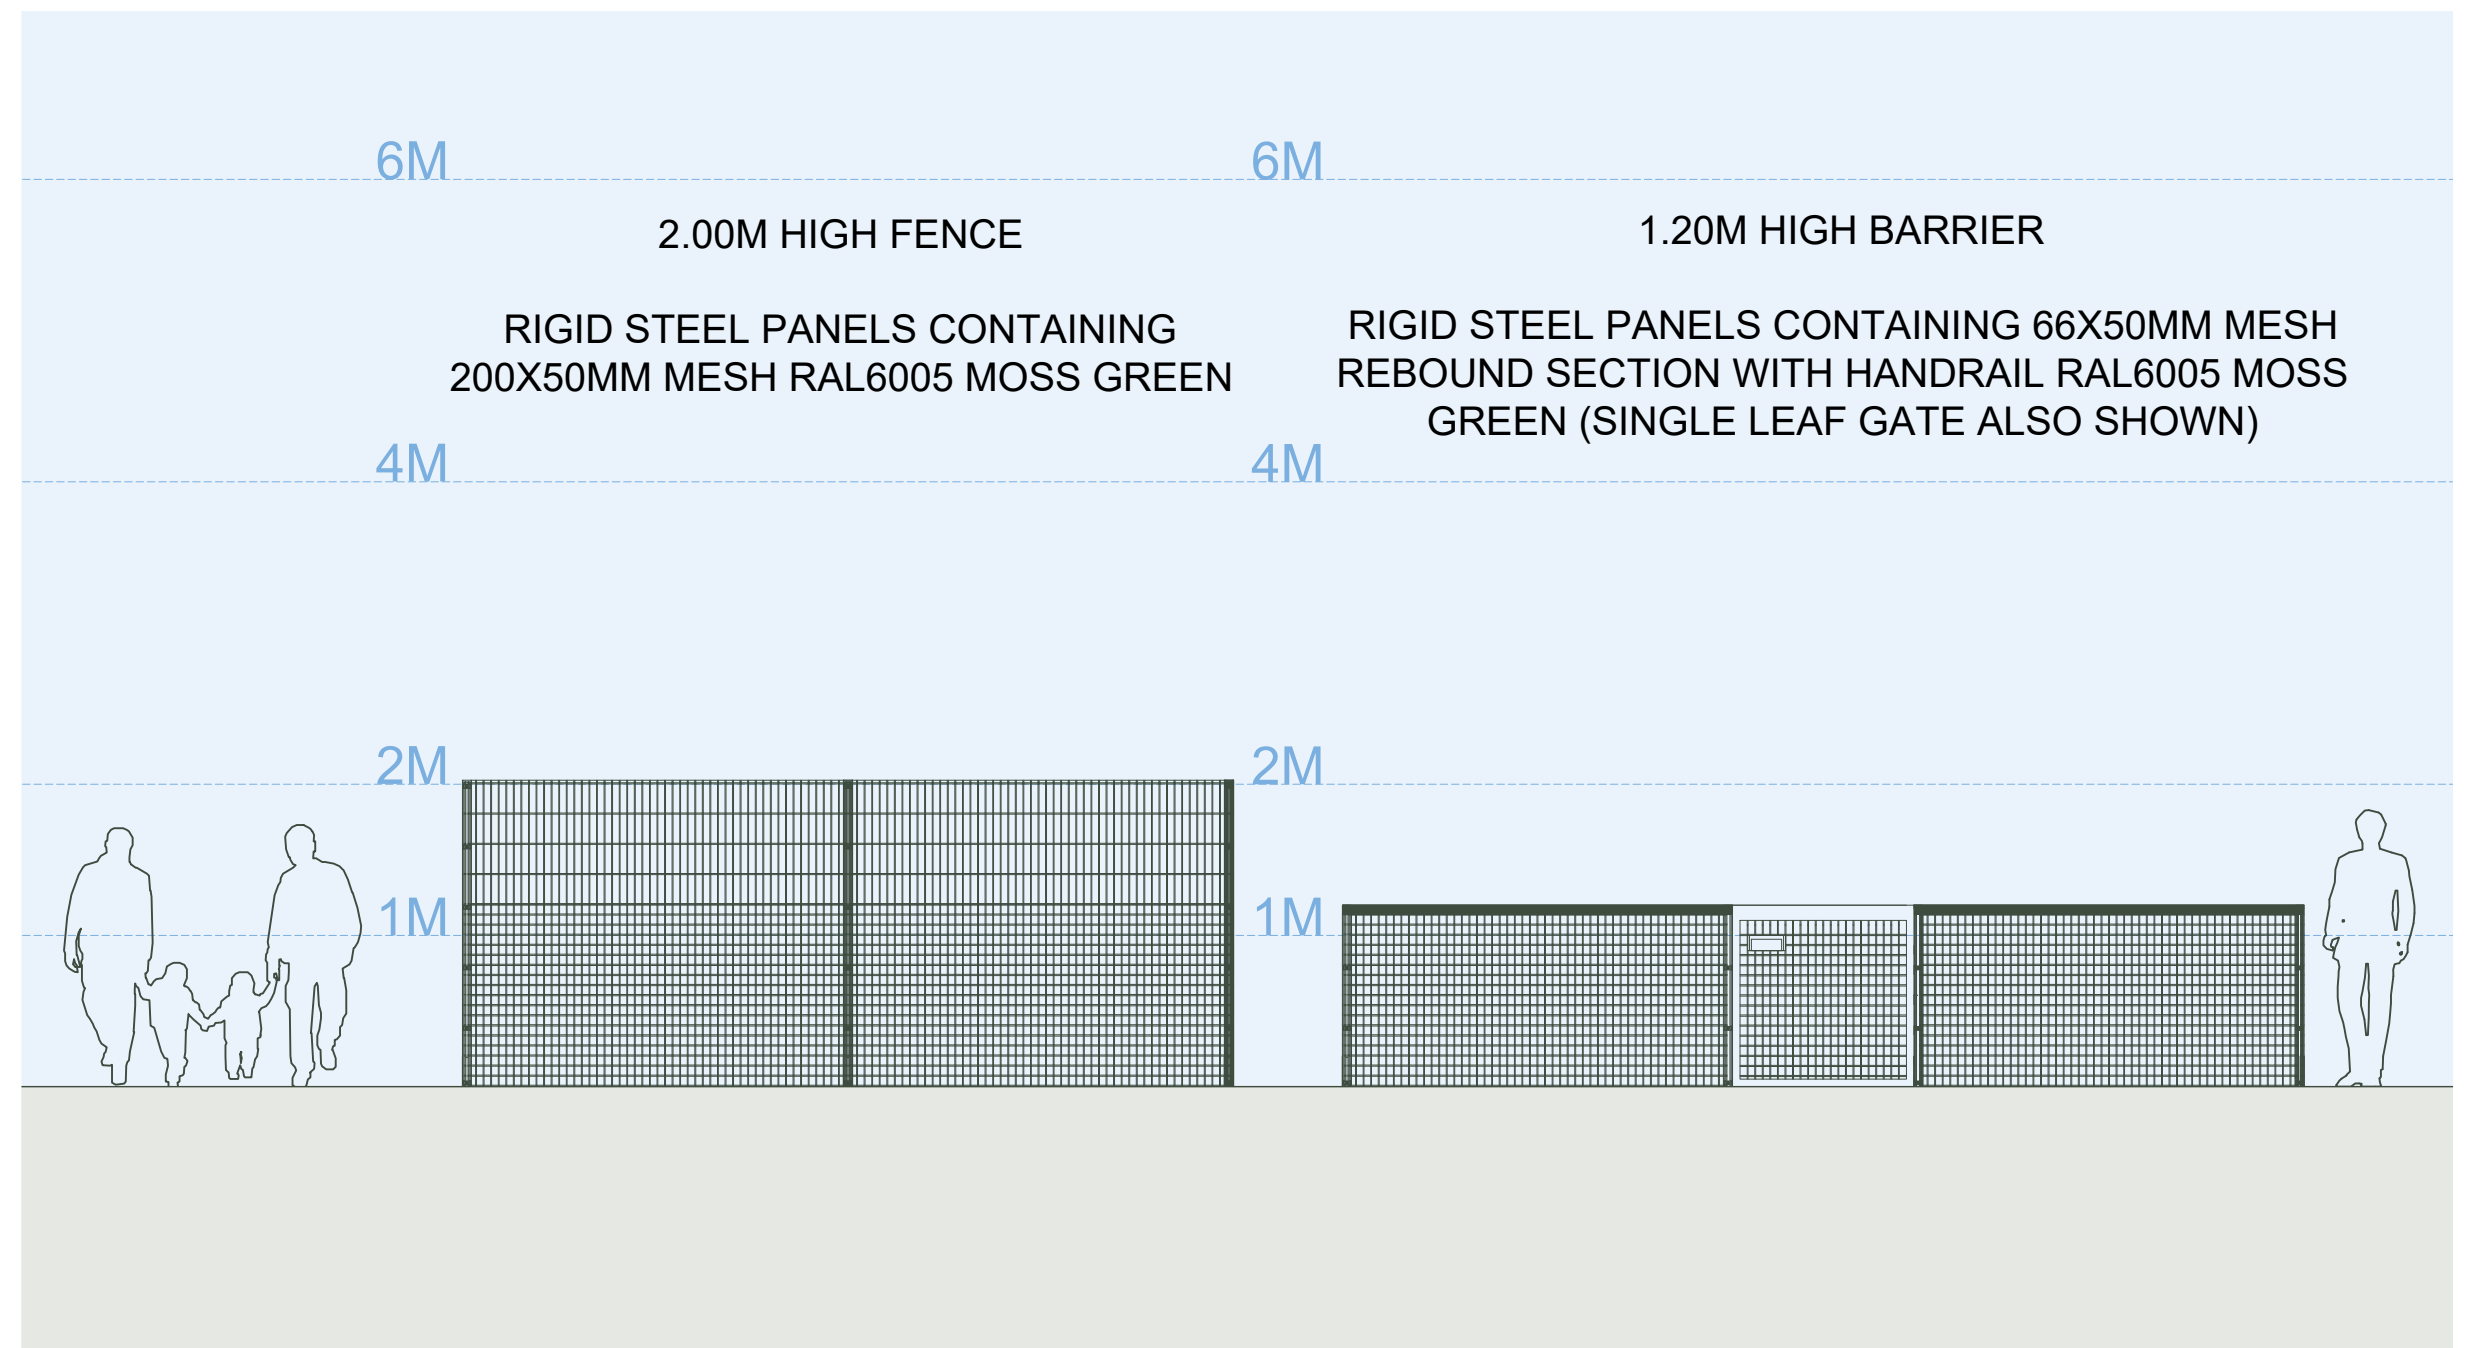 6M
2.00M HIGH FENCE
RIGID STEEL PANELS CONTAINING
200X50MM MESH RAL6005 MOSS GREEN
4M
2M
1M
6M
1.20M HIGH BARRIER
RIGID STEEL PANELS CONTAINING 66X50MM MESH
REBOUND SECTION WITH HANDRAIL RAL6005 MOSS
GREEN (SINGLE LEAF GATE ALSO SHOWN)
4M
2M
1M